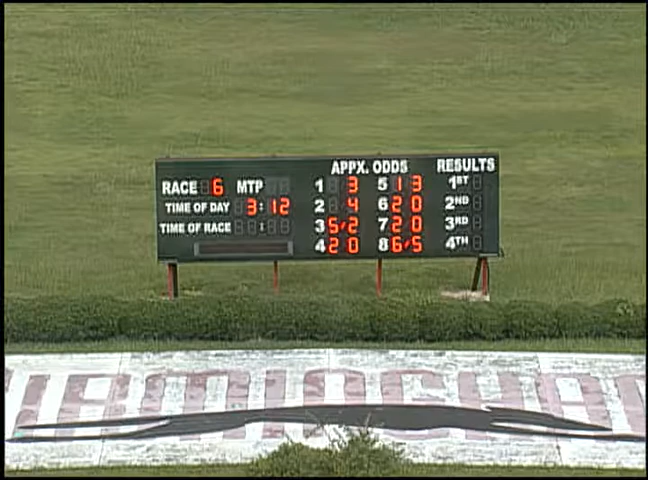 APPX. ODDS RESULTS
RACE 6 MTP 1 3 5 13 1ST
TIME OF DAY 3:12 2 4 6 20 2ND
TIME OF RACE 3 5/2 7 20 3RD
4 20 8 6/5 4TH